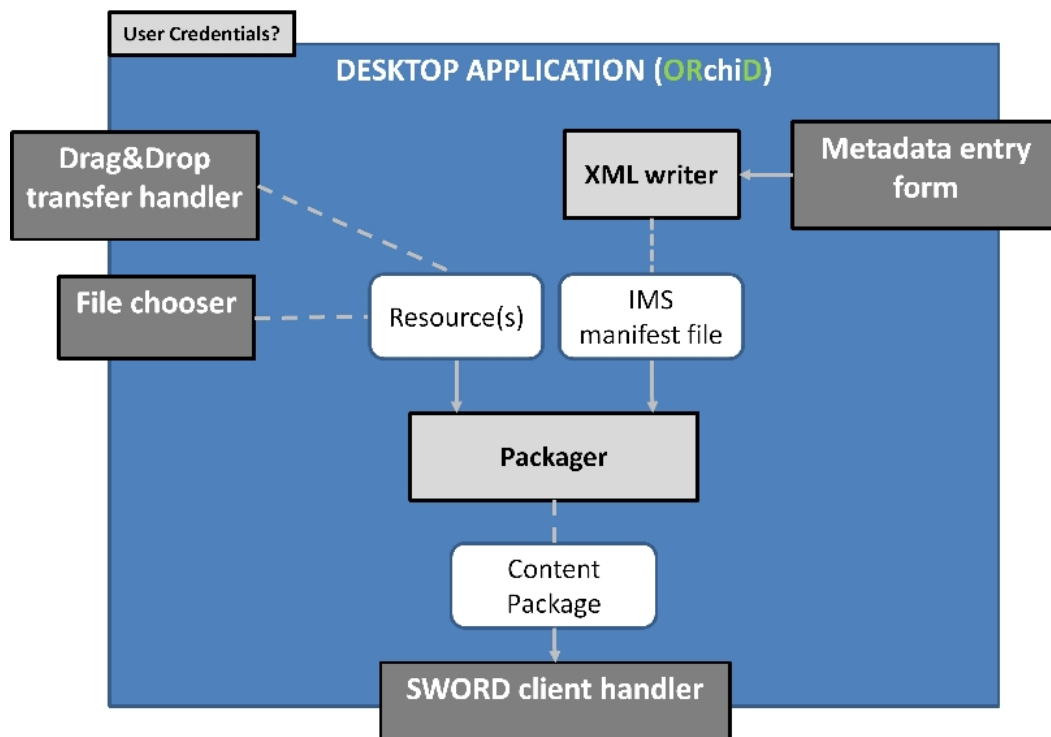 User Credentials?
DESKTOP APPLICATION (ORchiD)
Drag&Drop
transfer handler
XML writer
Metadata entry
form
File chooser
Resource(s)
IMS
manifest file
Packager
Content
Package
SWORD client handler